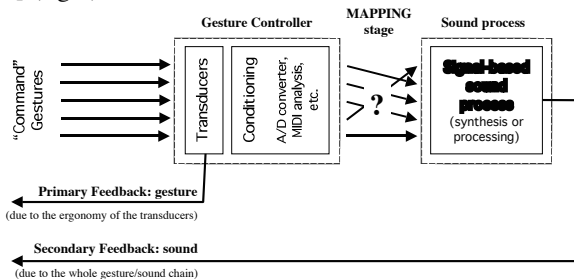 Gesture Controller
MAPPING
stage
Sound process
"Command"
Gestures
Transducers
Conditioning
A/D converter,
MIDI analysis,
etc.
?
Signal-based
sound
process
(synthesis or
processing)
Primary Feedback: gesture
(due to the ergonomy of the transducers)
Secondary Feedback: sound
(due to the whole gesture/sound chain)